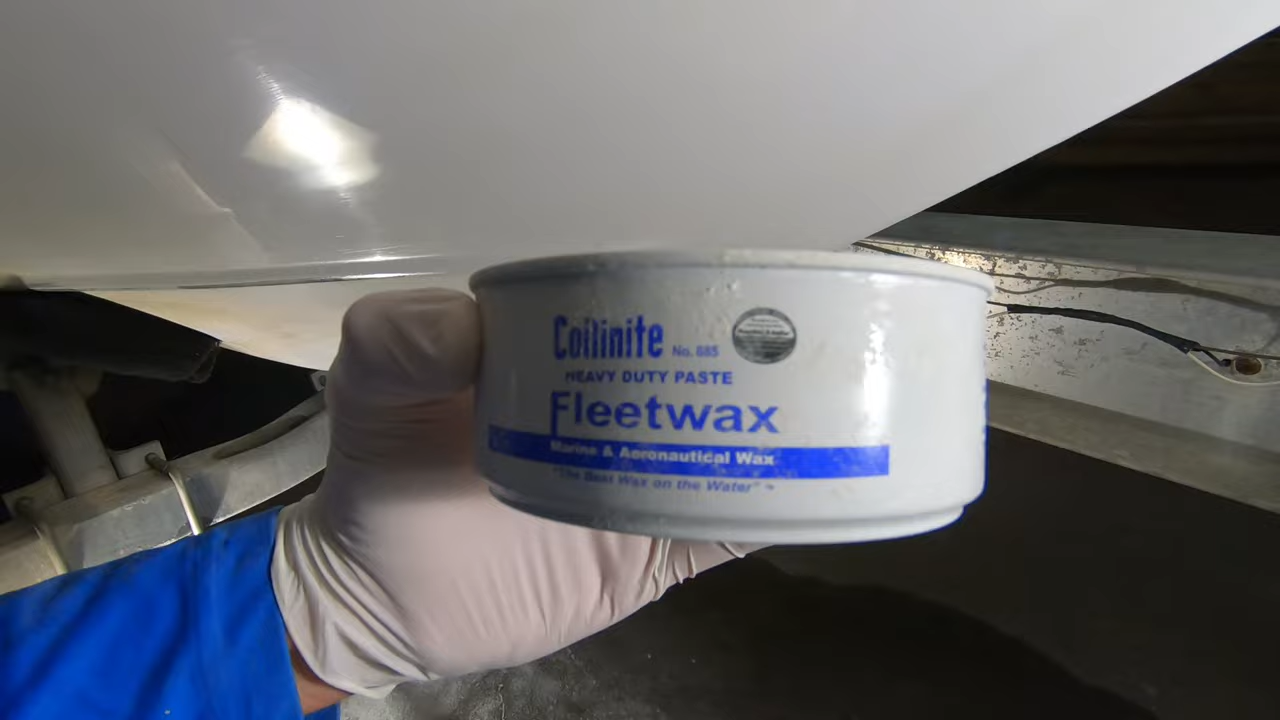 Collinite No. 885
HEAVY DUTY PASTE
Fleetwax
Marine & Aeronautical Wax
"The Best Wax on the Water" ™